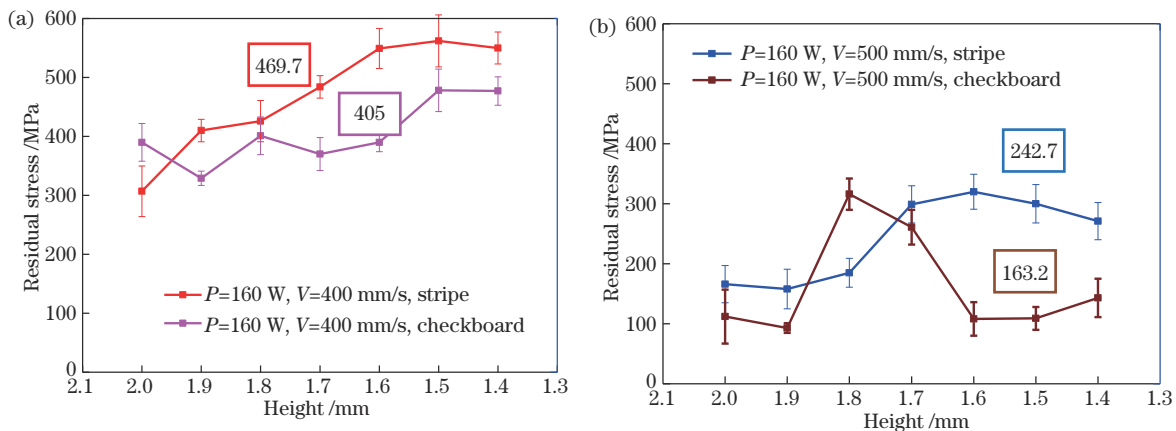 (a)
600
500
400
300
200
100
0
Residual stress /MPa
469.7
405
P=160 W, V=400 mm/s, stripe
P=160 W, V=400 mm/s, checkboard
2.1 2.0 1.9 1.8 1.7 1.6 1.5 1.4 1.3
Height /mm
(b)
600
500
400
300
200
100
0
Residual stress /MPa
P=160 W, V=500 mm/s, stripe
P=160 W, V=500 mm/s, checkboard
242.7
163.2
2.1 2.0 1.9 1.8 1.7 1.6 1.5 1.4 1.3
Height /mm